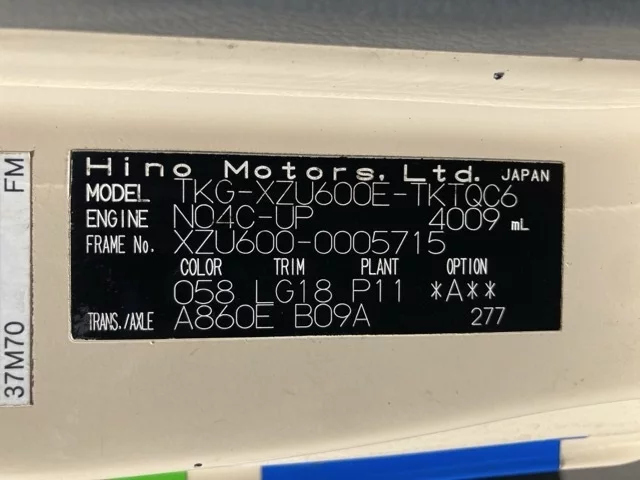 Hino Motors, Ltd. JAPAN
MODEL TKG-XZU600E-TKTQC6
ENGINE N04C-UP 4009 mL
FRAME No. XZU600-0005715
COLOR TRIM PLANT OPTION
058 LG18 P11 *A**
TRANS./AXLE A860E B09A 277
37M70 FM